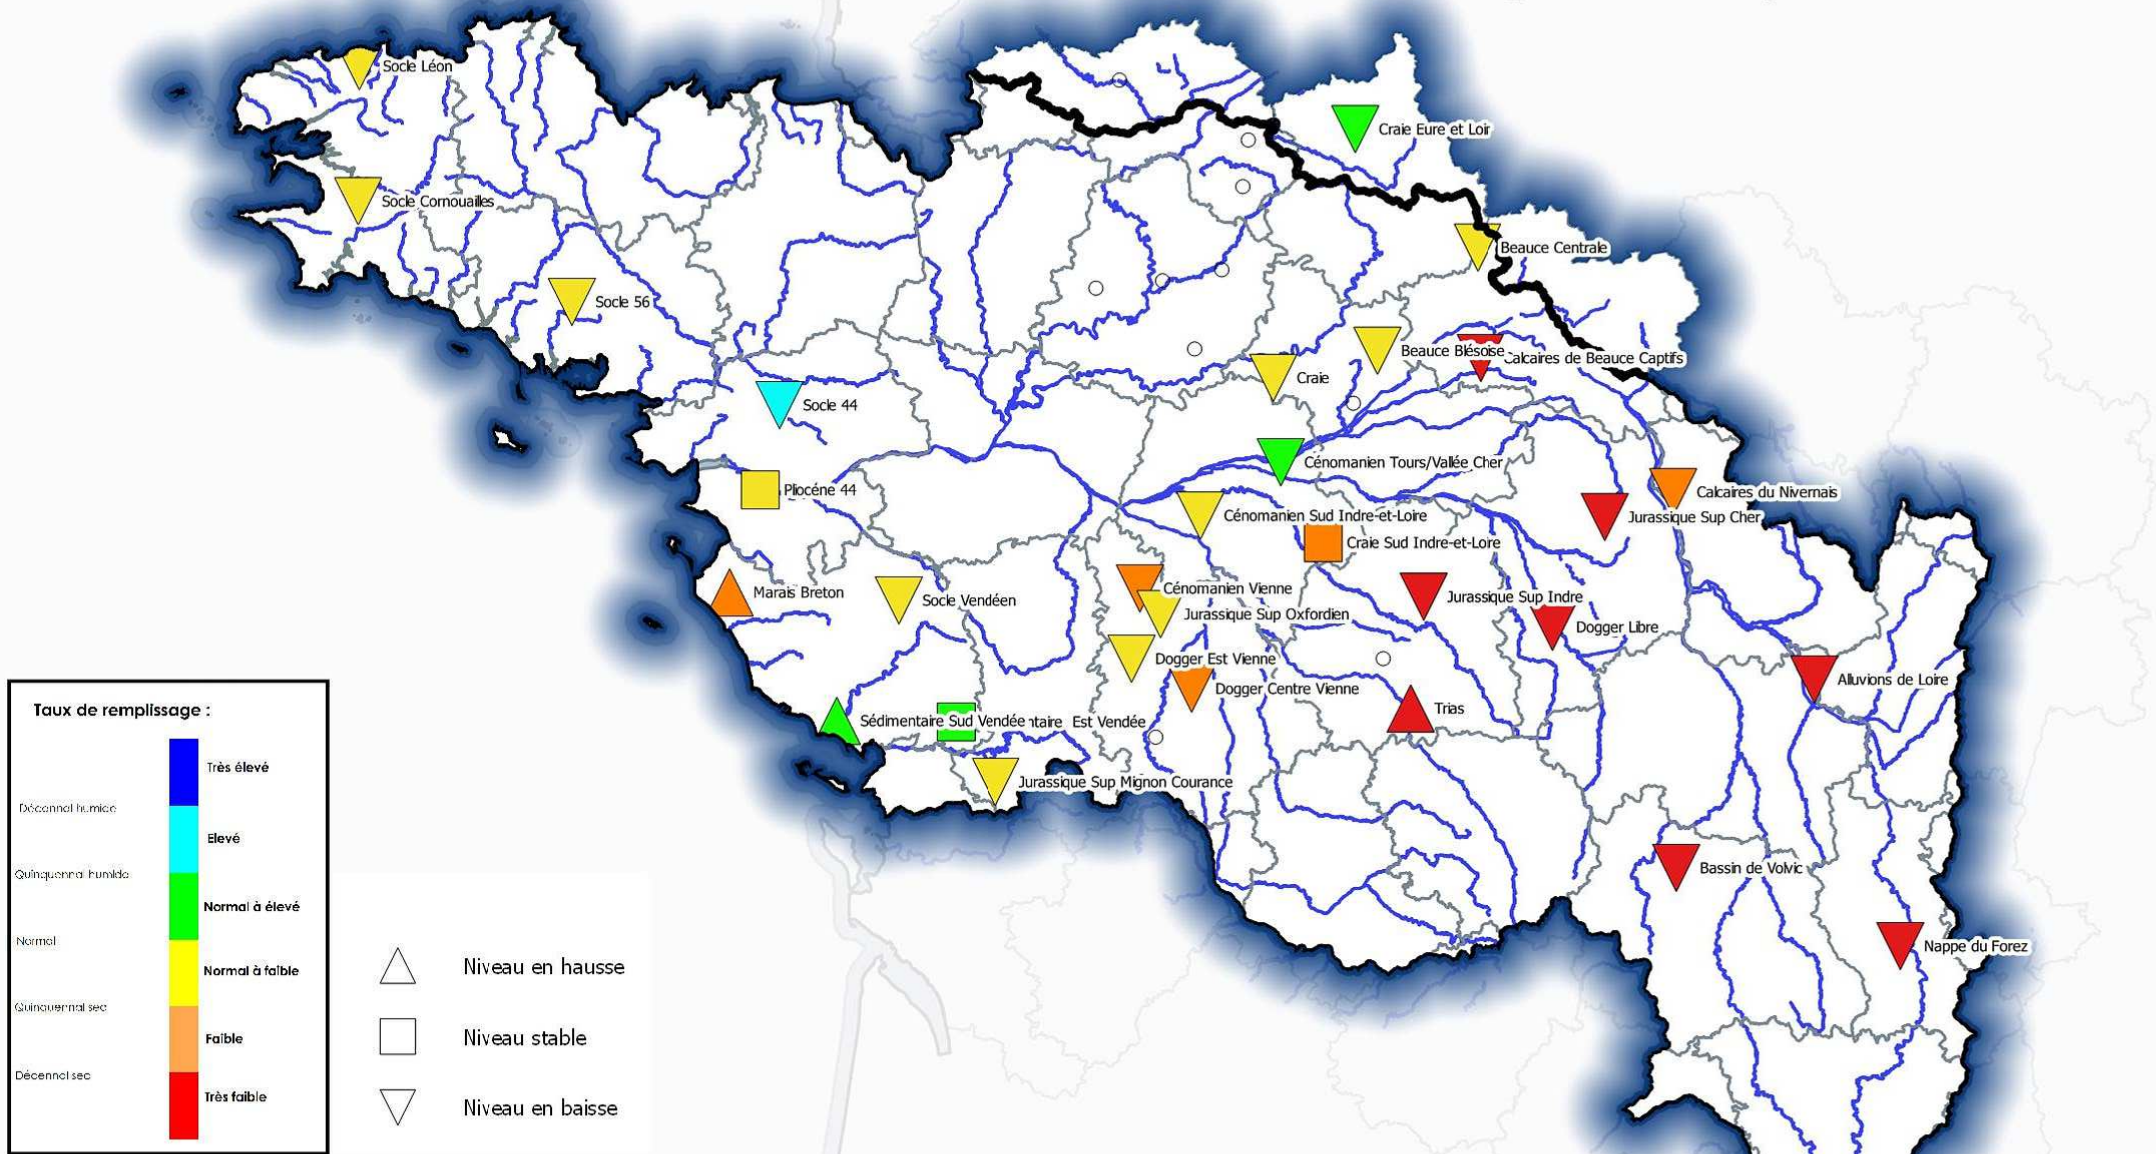 Socle Léon
Craie Eure et Loir
Socle Cornouailles
Beauce Centrale
Socle 56
Beauce Blésoise
Calcaires de Beauce Captifs
Craie
Socle 44
Cénomanien Tours/Vallée Cher
Pliocéne 44
Calcaires du Nivernais
Cénomanien Sud Indre-et-Loire
Jurassique Sup Cher
Craie Sud Indre-et-Loire
Marais Breton
Cénomanien Vienne
Socle Vendéen
Jurassique Sup Indre
Jurassique Sup Oxfordien
Dogger Libre
Dogger Est Vienne
Alluvions de Loire
Dogger Centre Vienne
Trias
Sédimentaire Sud Vendée
ntaire Est Vendée
Jurassique Sup Mignon Courance
Bassin de Volvic
Nappe du Forez
Taux de remplissage :
Très élevé
Décennal humide
Elevé
Quinquennal humide
Normal à élevé
Normal
Normal à faible
Quinquennal sec
Faible
Décennal sec
Très faible
Niveau en hausse
Niveau stable
Niveau en baisse